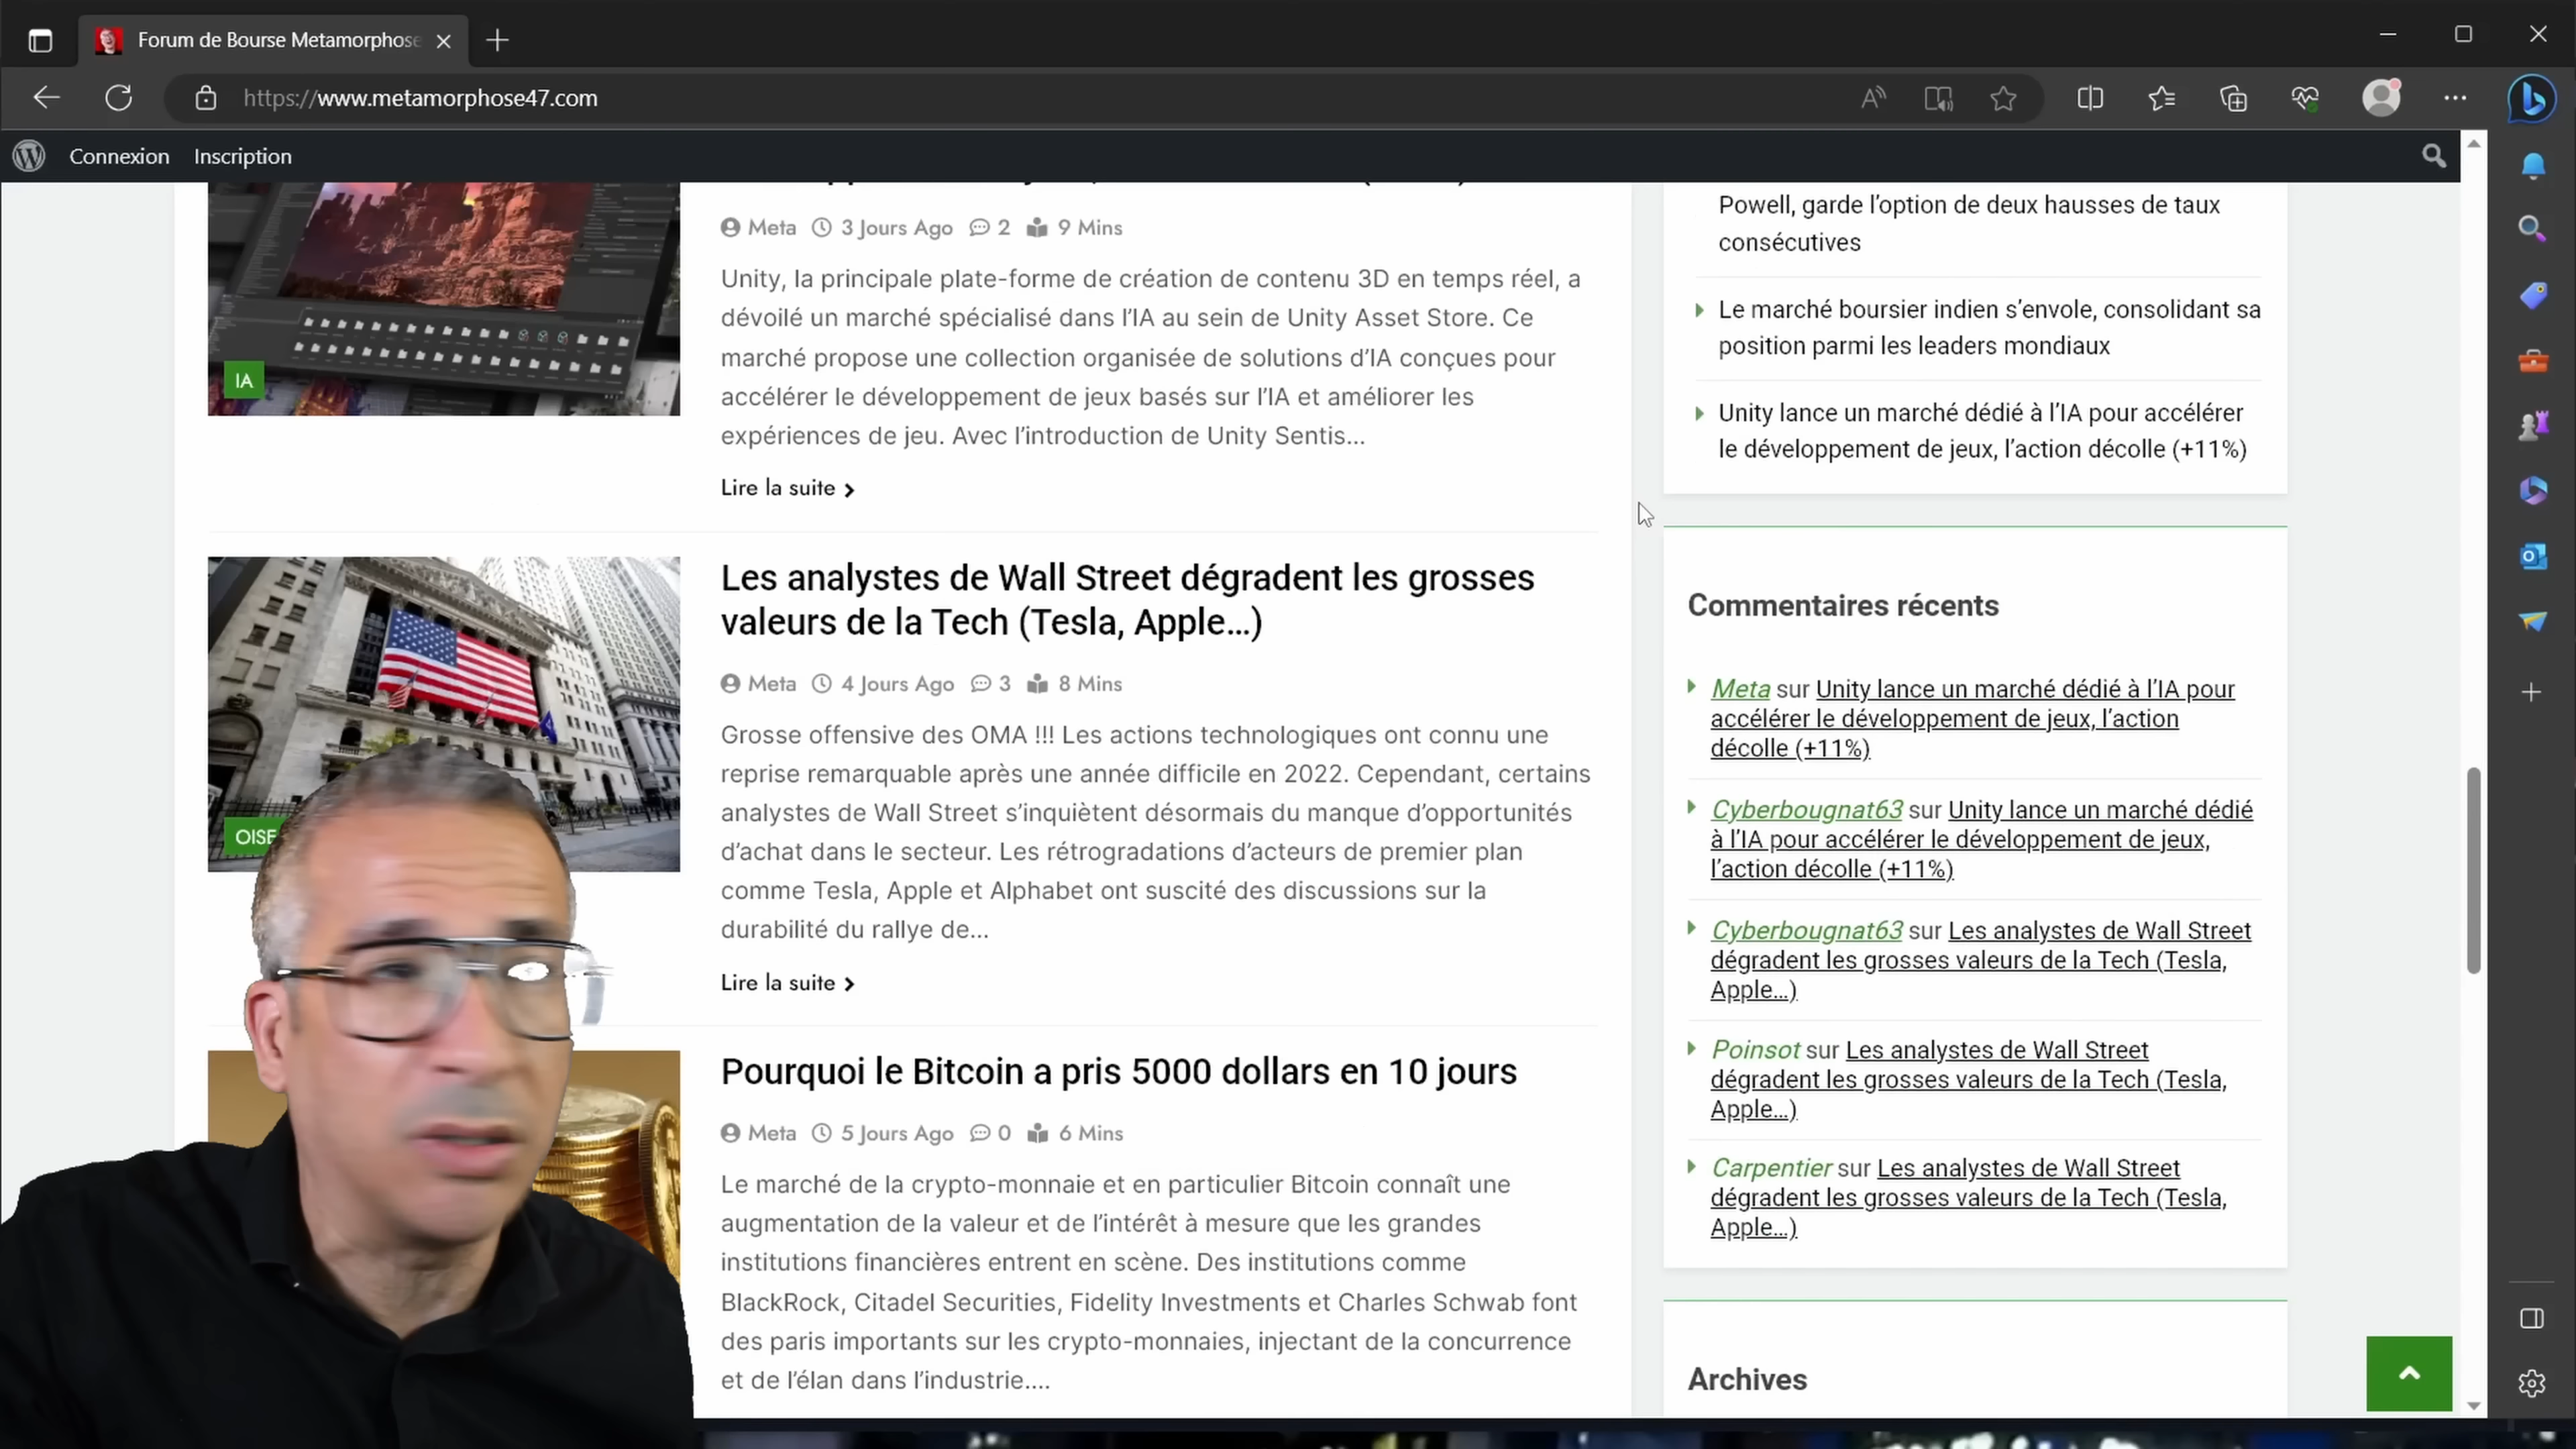 Forum de Bourse Metamorphose
https://www.metamorphose47.com
Connexion Inscription
Meta 3 Jours Ago 2 9 Mins
Unity, la principale plate-forme de création de contenu 3D en temps réel, a
dévoilé un marché spécialisé dans l'IA au sein de Unity Asset Store. Ce
marché propose une collection organisée de solutions d'IA conçues pour
accélérer le développement de jeux basés sur l'IA et améliorer les
expériences de jeu. Avec l'introduction de Unity Sentis...
Lire la suite
IA
Les analystes de Wall Street dégradent les grosses
valeurs de la Tech (Tesla, Apple...)
Meta 4 Jours Ago 3 8 Mins
Grosse offensive des OMA !!! Les actions technologiques ont connu une
reprise remarquable après une année difficile en 2022. Cependant, certains
analystes de Wall Street s'inquiètent désormais du manque d'opportunités
d'achat dans le secteur. Les rétrogradations d'acteurs de premier plan
comme Tesla, Apple et Alphabet ont suscité des discussions sur la
durabilité du rallye de...
Lire la suite
Pourquoi le Bitcoin a pris 5000 dollars en 10 jours
Meta 5 Jours Ago 0 6 Mins
Le marché de la crypto-monnaie et en particulier Bitcoin connaît une
augmentation de la valeur et de l'intérêt à mesure que les grandes
institutions financières entrent en scène. Des institutions comme
BlackRock, Citadel Securities, Fidelity Investments et Charles Schwab font
des paris importants sur les crypto-monnaies, injectant de la concurrence
et de l'élan dans l'industrie....
Powell, garde l'option de deux hausses de taux
consécutives
Le marché boursier indien s'envole, consolidant sa
position parmi les leaders mondiaux
Unity lance un marché dédié à l'IA pour accélérer
le développement de jeux, l'action décolle (+11%)
Commentaires récents
Meta sur Unity lance un marché dédié à l'IA pour
accélérer le développement de jeux, l'action
décolle (+11%)
Cyberbougnat63 sur Unity lance un marché dédié
à l'IA pour accélérer le développement de jeux,
l'action décolle (+11%)
Cyberbougnat63 sur Les analystes de Wall Street
dégradent les grosses valeurs de la Tech (Tesla,
Apple...)
Poinsot sur Les analystes de Wall Street
dégradent les grosses valeurs de la Tech (Tesla,
Apple...)
Carpentier sur Les analystes de Wall Street
dégradent les grosses valeurs de la Tech (Tesla,
Apple...)
Archives